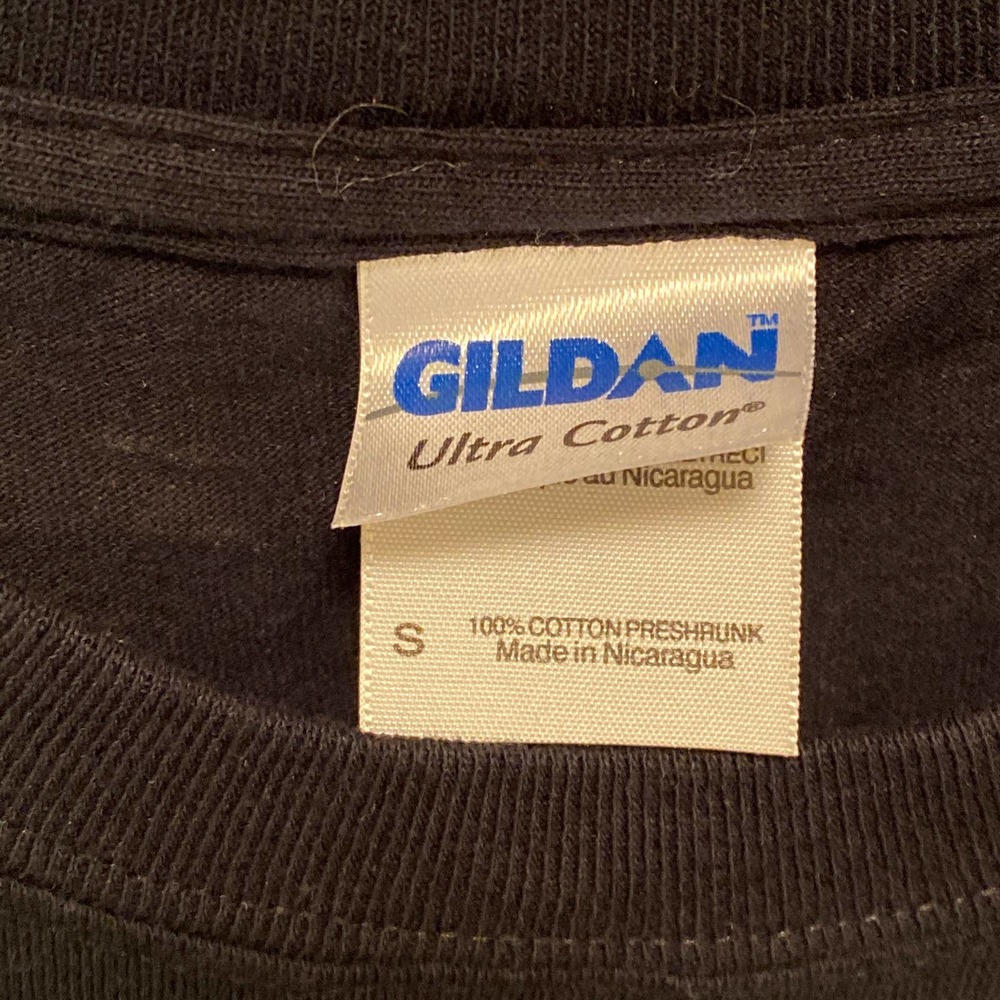 GILDAN™
Ultra Cotton®
au Nicaragua
S
100% COTTON PRESHRUNK
Made in Nicaragua